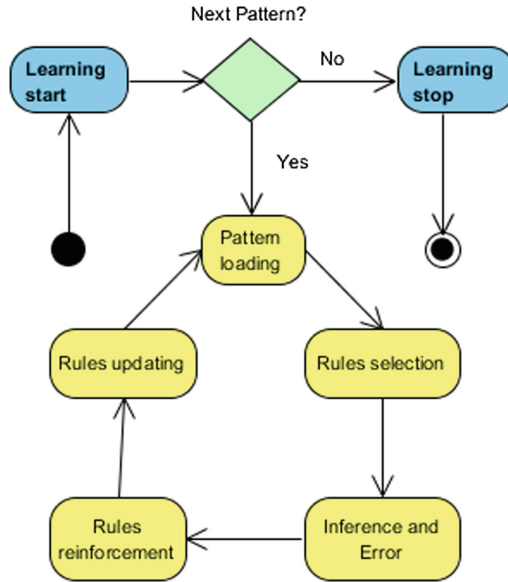 Next Pattern?
Learning
start
No
Learning
stop
Yes
Pattern
loading
Rules updating
Rules selection
Rules
reinforcement
Inference and
Error